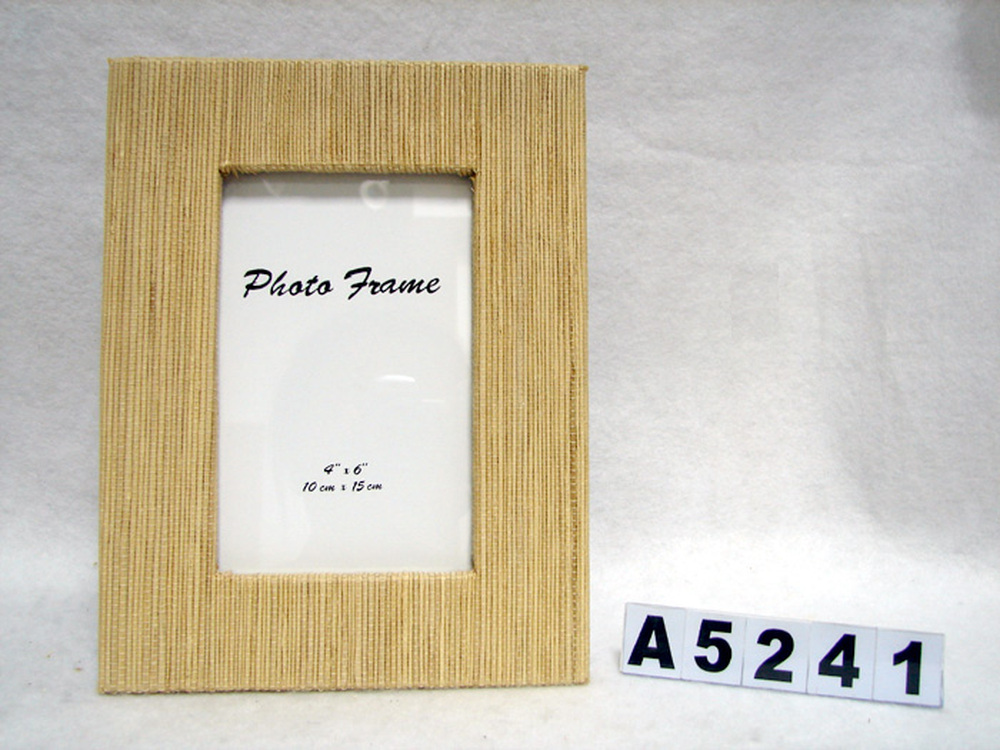 Photo Frame
4" x 6"
10 cm x 15 cm
A5241